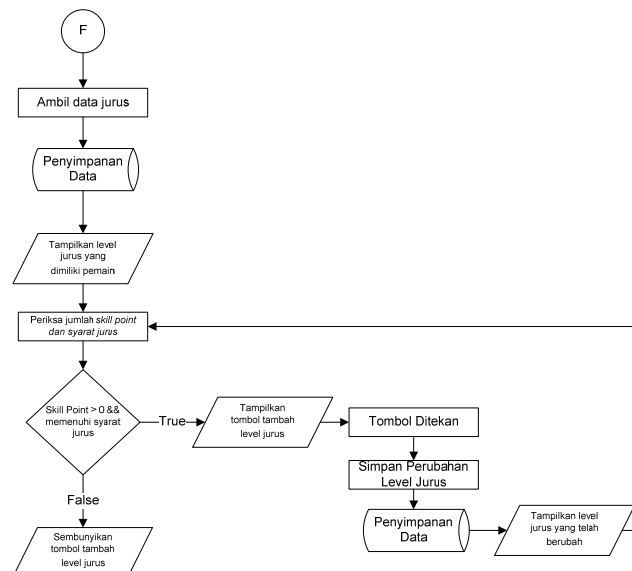 F
Ambil data jurus
Penyimpanan
Data
Tampilkan level
jurus yang
dimiliki pemain
Periksa jumlah skill point
dan syarat jurus
Skill Point > 0 &&
memenuhi syarat
jurus
True
Tampilkan
tombol tambah
level jurus
Tombol Ditekan
Simpan Perubahan
Level Jurus
Penyimpanan
Data
Tampilkan level
jurus yang telah
berubah
False
Sembunyikan
tombol tambah
level jurus